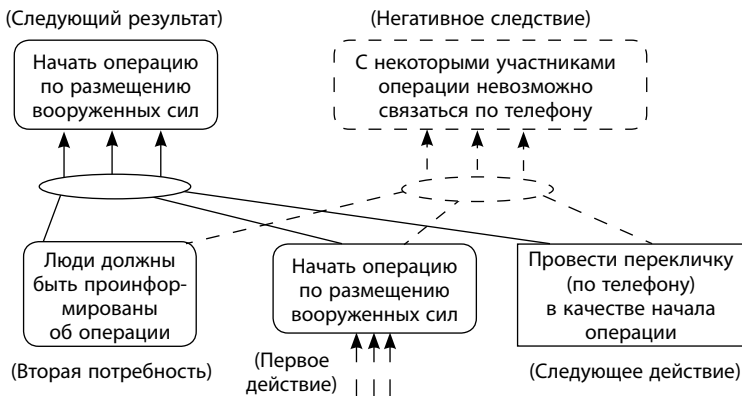 (Следующий результат)
(Негативное следствие)
Начать операцию
по размещению
вооруженных сил
С некоторыми участниками
операции невозможно
связаться по телефону
Люди должны
быть проинфор-
мированы
об операции
Начать операцию
по размещению
вооруженных сил
Провести перекличку
(по телефону)
в качестве начала
операции
(Вторая потребность)
(Первое
действие)
(Следующее действие)